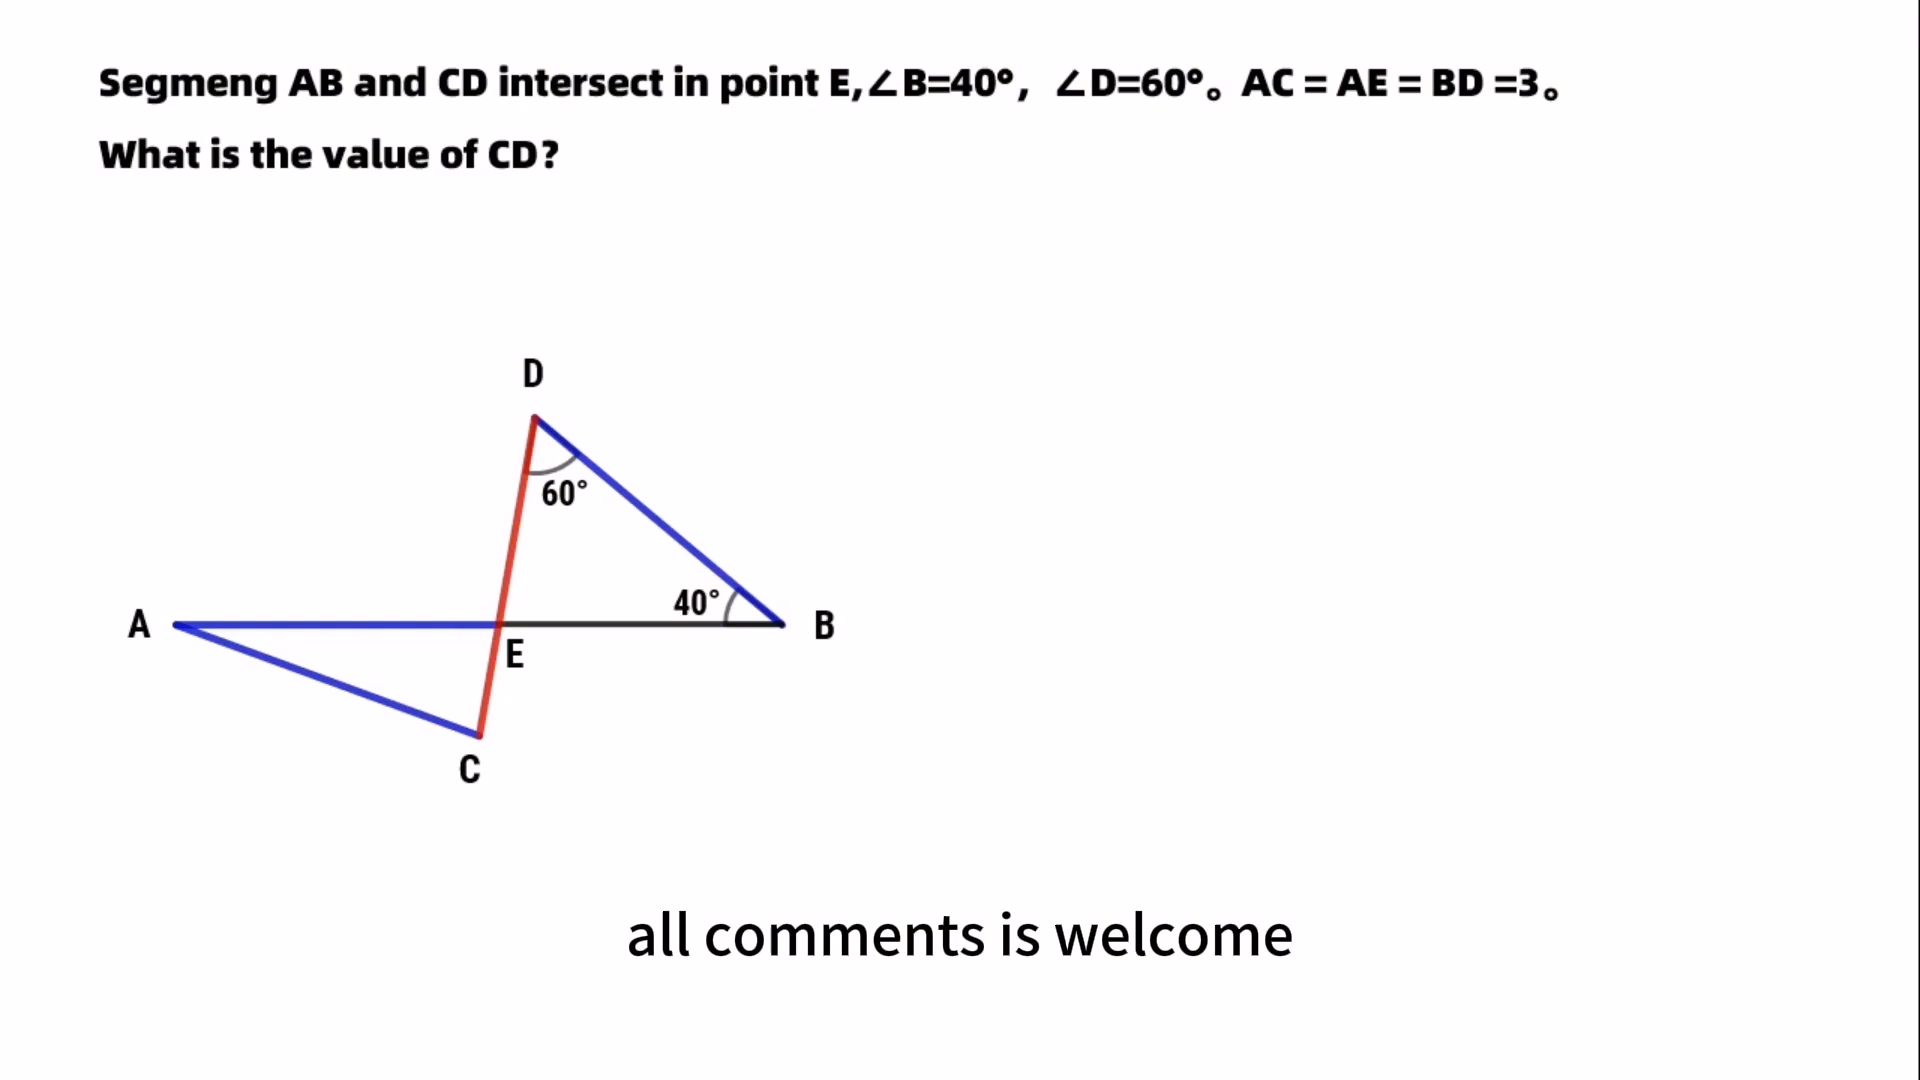 Segmeng AB and CD intersect in point E,∠B=40°, ∠D=60°。AC = AE = BD =3。
What is the value of CD?
D
60°
40°
A
B
E
C
all comments is welcome